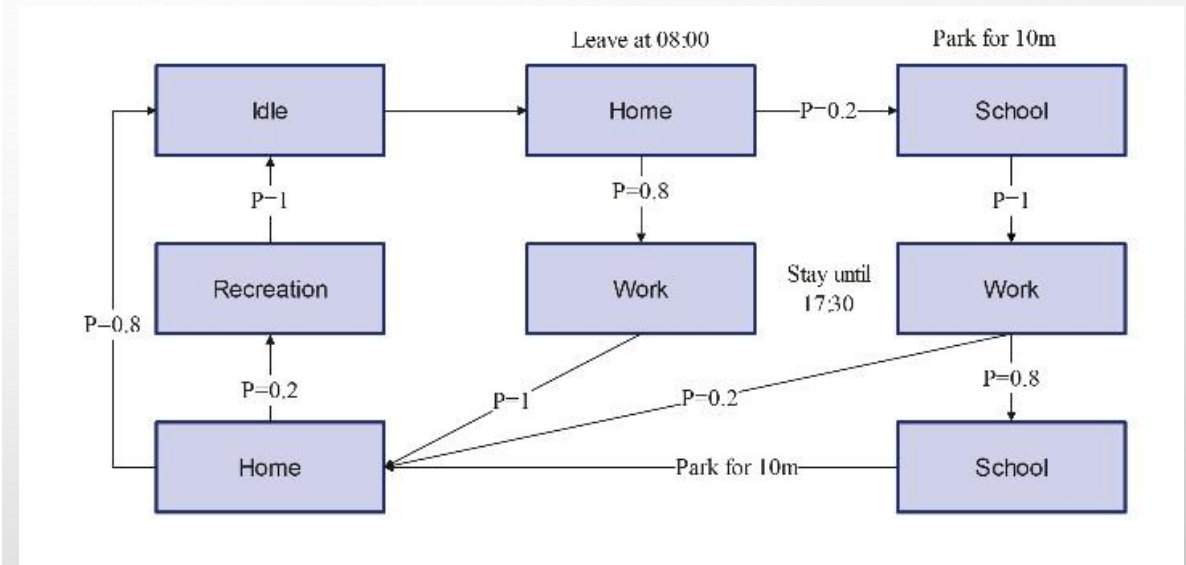 Leave at 08:00
Park for 10m
Idle
Home
P=0.2
School
P=1
P=0.8
P=1
Recreation
Work
Stay until
17:30
Work
P=0.8
P=0.2
P=1
P=0.2
P=0.8
Home
Park for 10m
School